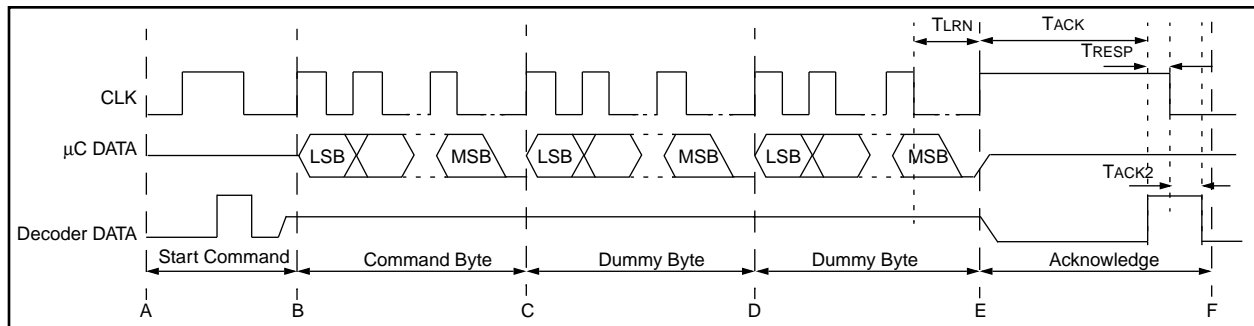 TLRN
TACK
TRESP
CLK
µC DATA
LSB
MSB
LSB
MSB
LSB
MSB
TACK2
Decoder DATA
Start Command
Command Byte
Dummy Byte
Dummy Byte
Acknowledge
A
B
C
D
E
F